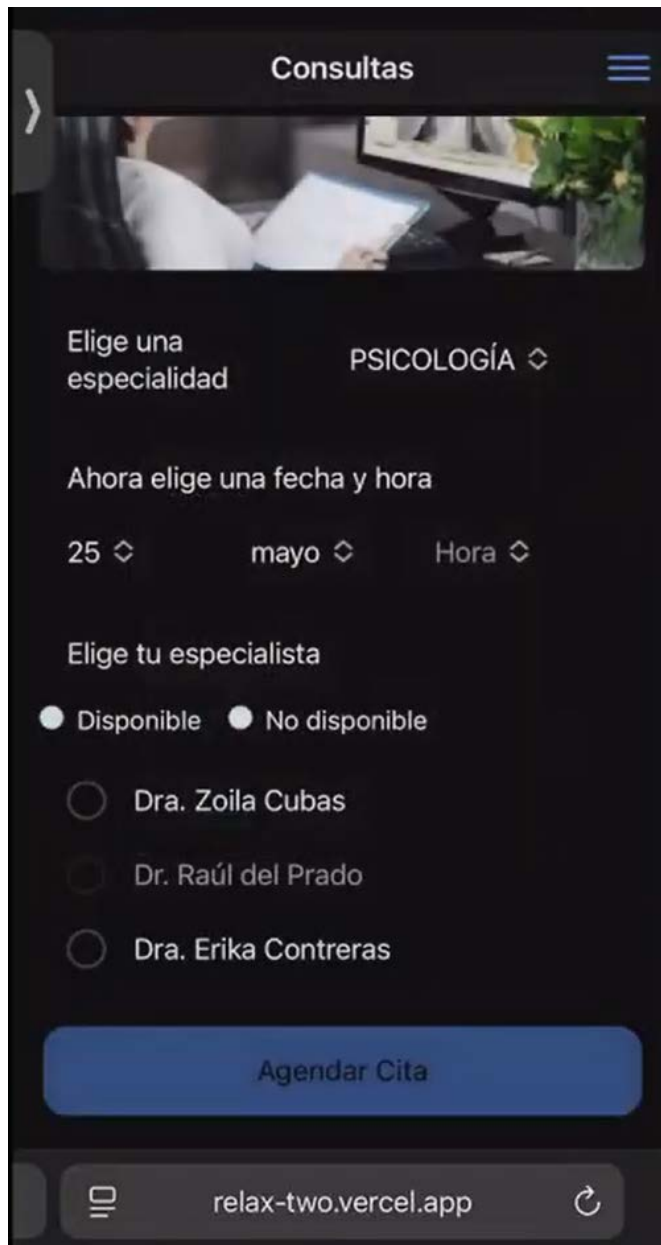 Consultas
Elige una
especialidad
PSICOLOGÍA
Ahora elige una fecha y hora
25 mayo Hora
Elige tu especialista
Disponible No disponible
Dra. Zoila Cubas
Dr. Raúl del Prado
Dra. Erika Contreras
Agendar Cita
relax-two.vercel.app